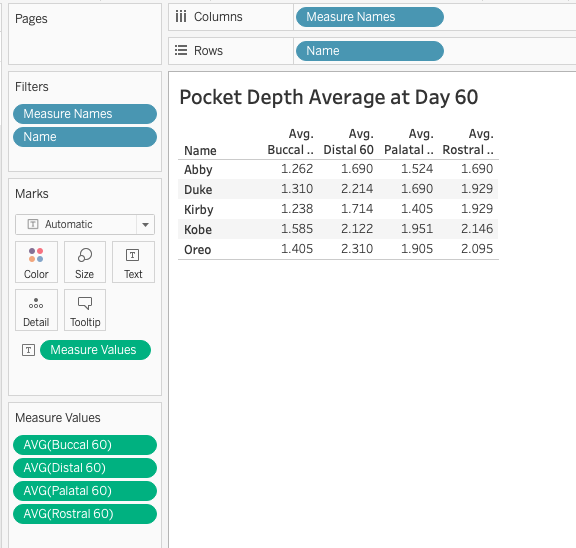 Pages
Filters
Measure Names
Name
Marks
T Automatic
Color Size Text
Detail Tooltip
T Measure Values
Measure Values
AVG(Buccal 60)
AVG(Distal 60)
AVG(Palatal 60)
AVG(Rostral 60)
Columns Measure Names
Rows Name
Pocket Depth Average at Day 60
Avg. Avg. Avg. Avg.
Name Buccal .. Distal 60 Palatal .. Rostral ..
Abby 1.262 1.690 1.524 1.690
Duke 1.310 2.214 1.690 1.929
Kirby 1.238 1.714 1.405 1.929
Kobe 1.585 2.122 1.951 2.146
Oreo 1.405 2.310 1.905 2.095